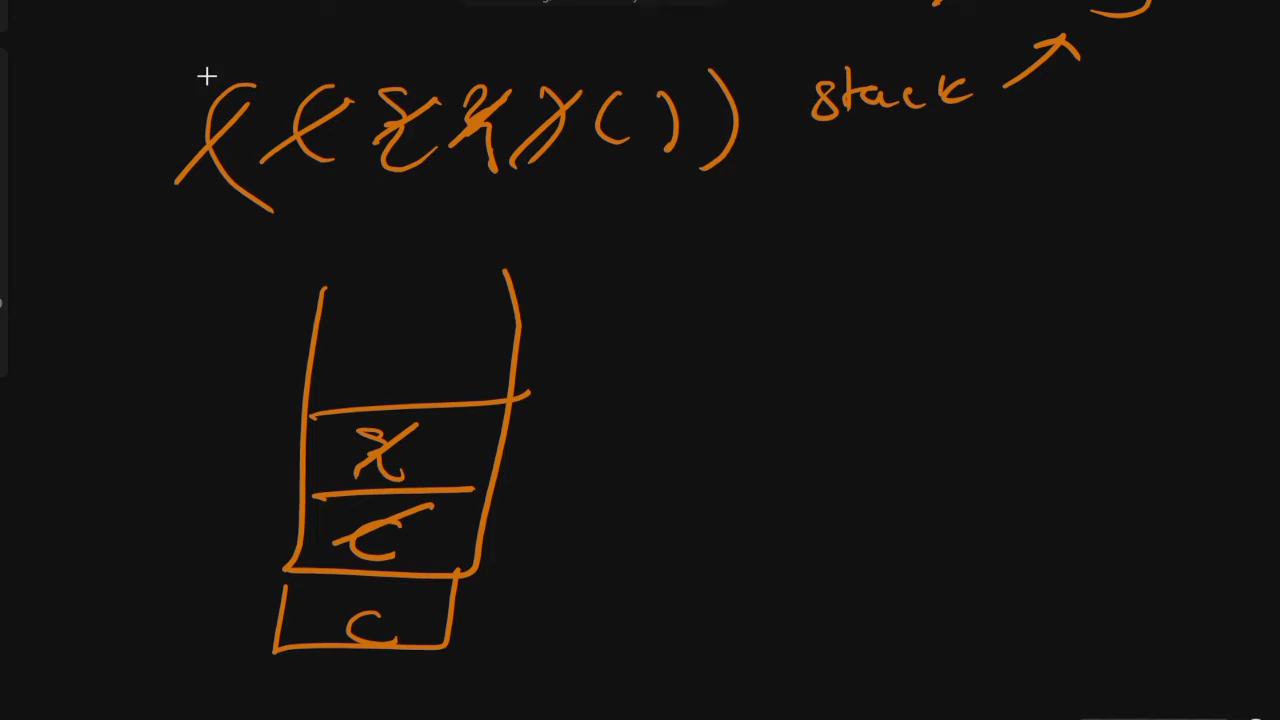 ( ( { } ) ( ) ) stack
{
(
(